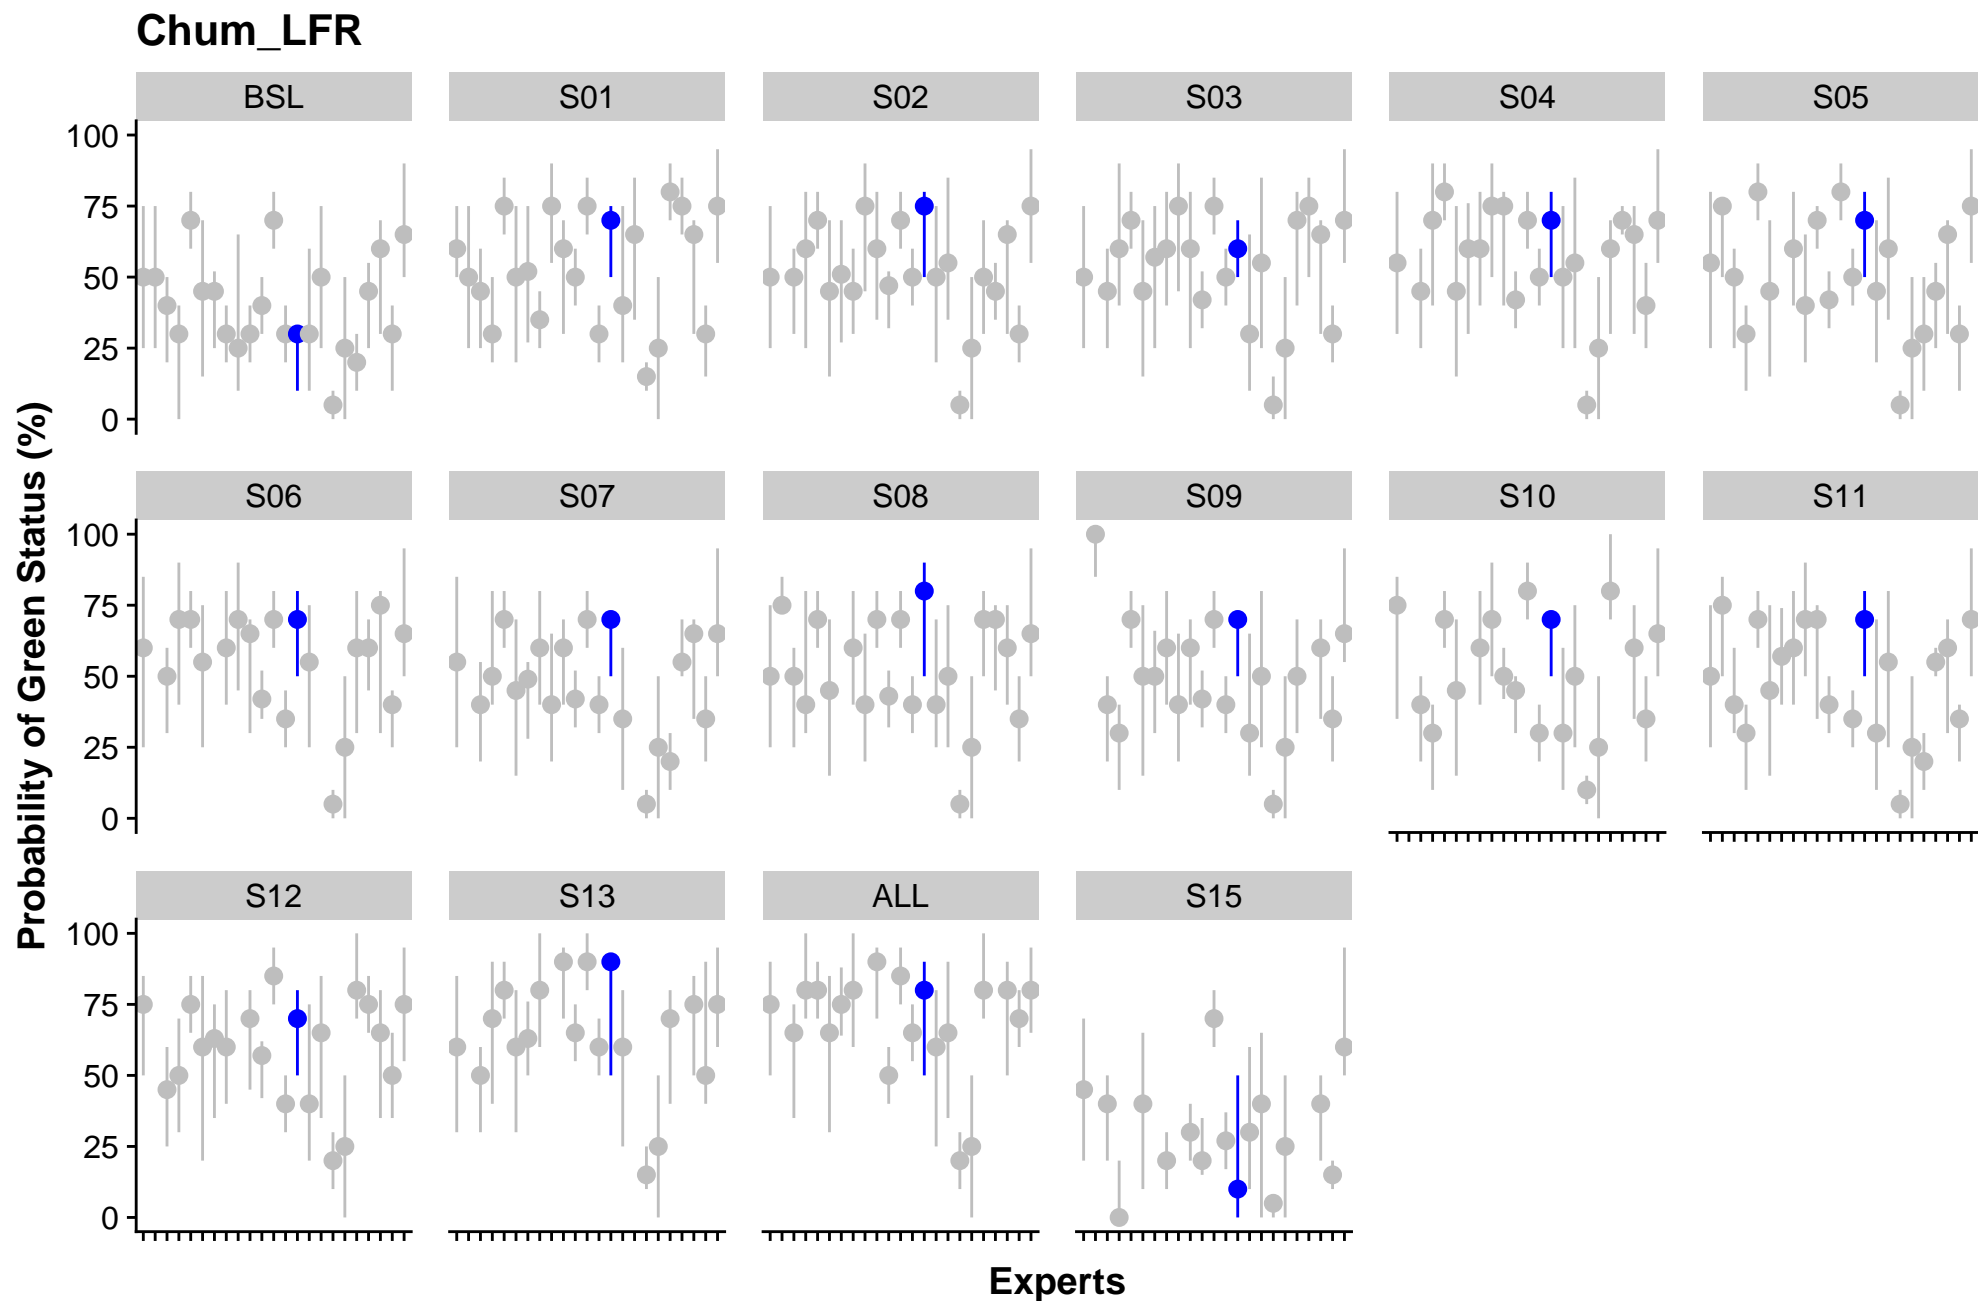 Chum_LFR
BSL
S01
S02
S03
S04
S05
100
75
50
25
0
S06
S07
S08
S09
S10
S11
100
75
50
25
0
S12
S13
ALL
S15
100
75
50
25
0
Probability of Green Status (%)
Experts